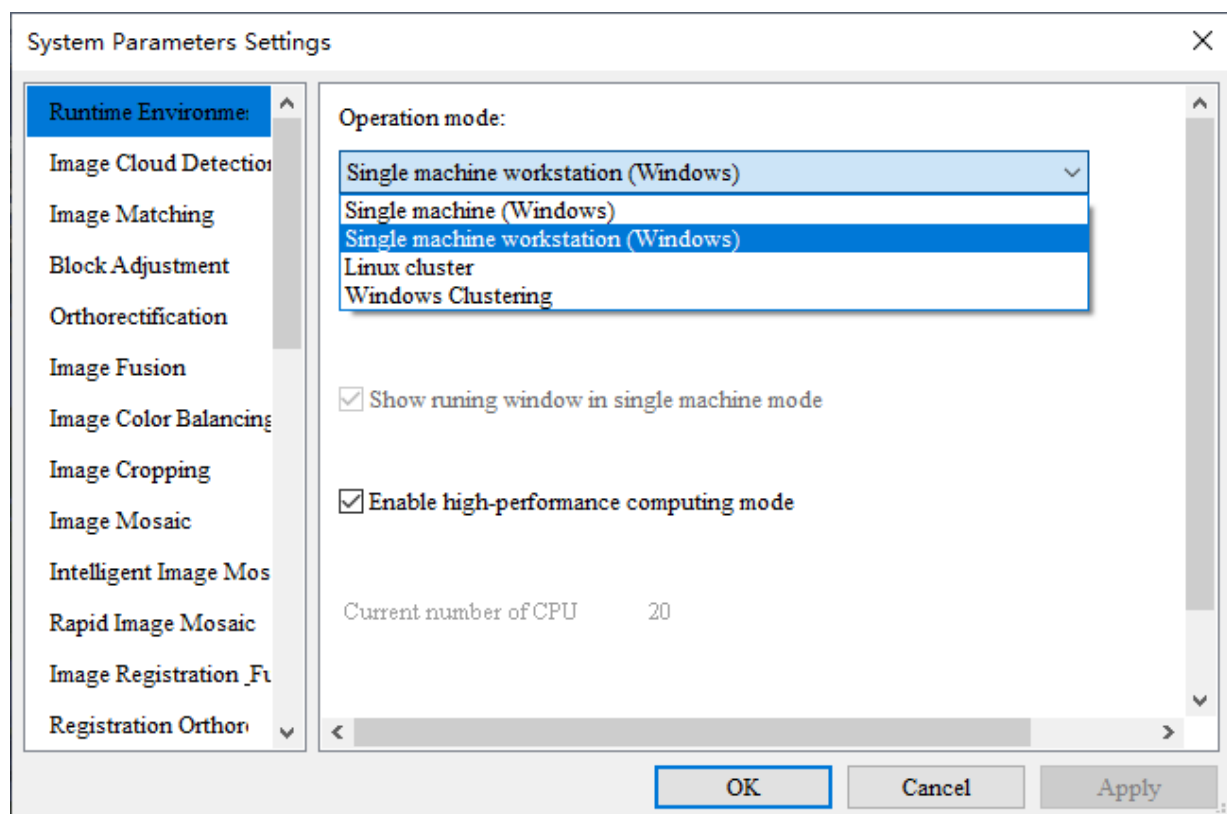 System Parameters Settings
Runtime Environme
Image Cloud Detection
Image Matching
Block Adjustment
Orthorectification
Image Fusion
Image Color Balancing
Image Cropping
Image Mosaic
Intelligent Image Mos
Rapid Image Mosaic
Image Registration _Fu
Registration Orthor
Operation mode:
Single machine workstation (Windows)
Single machine (Windows)
Single machine workstation (Windows)
Linux cluster
Windows Clustering
Show runing window in single machine mode
Enable high-performance computing mode
Current number of CPU 20
OK Cancel Apply